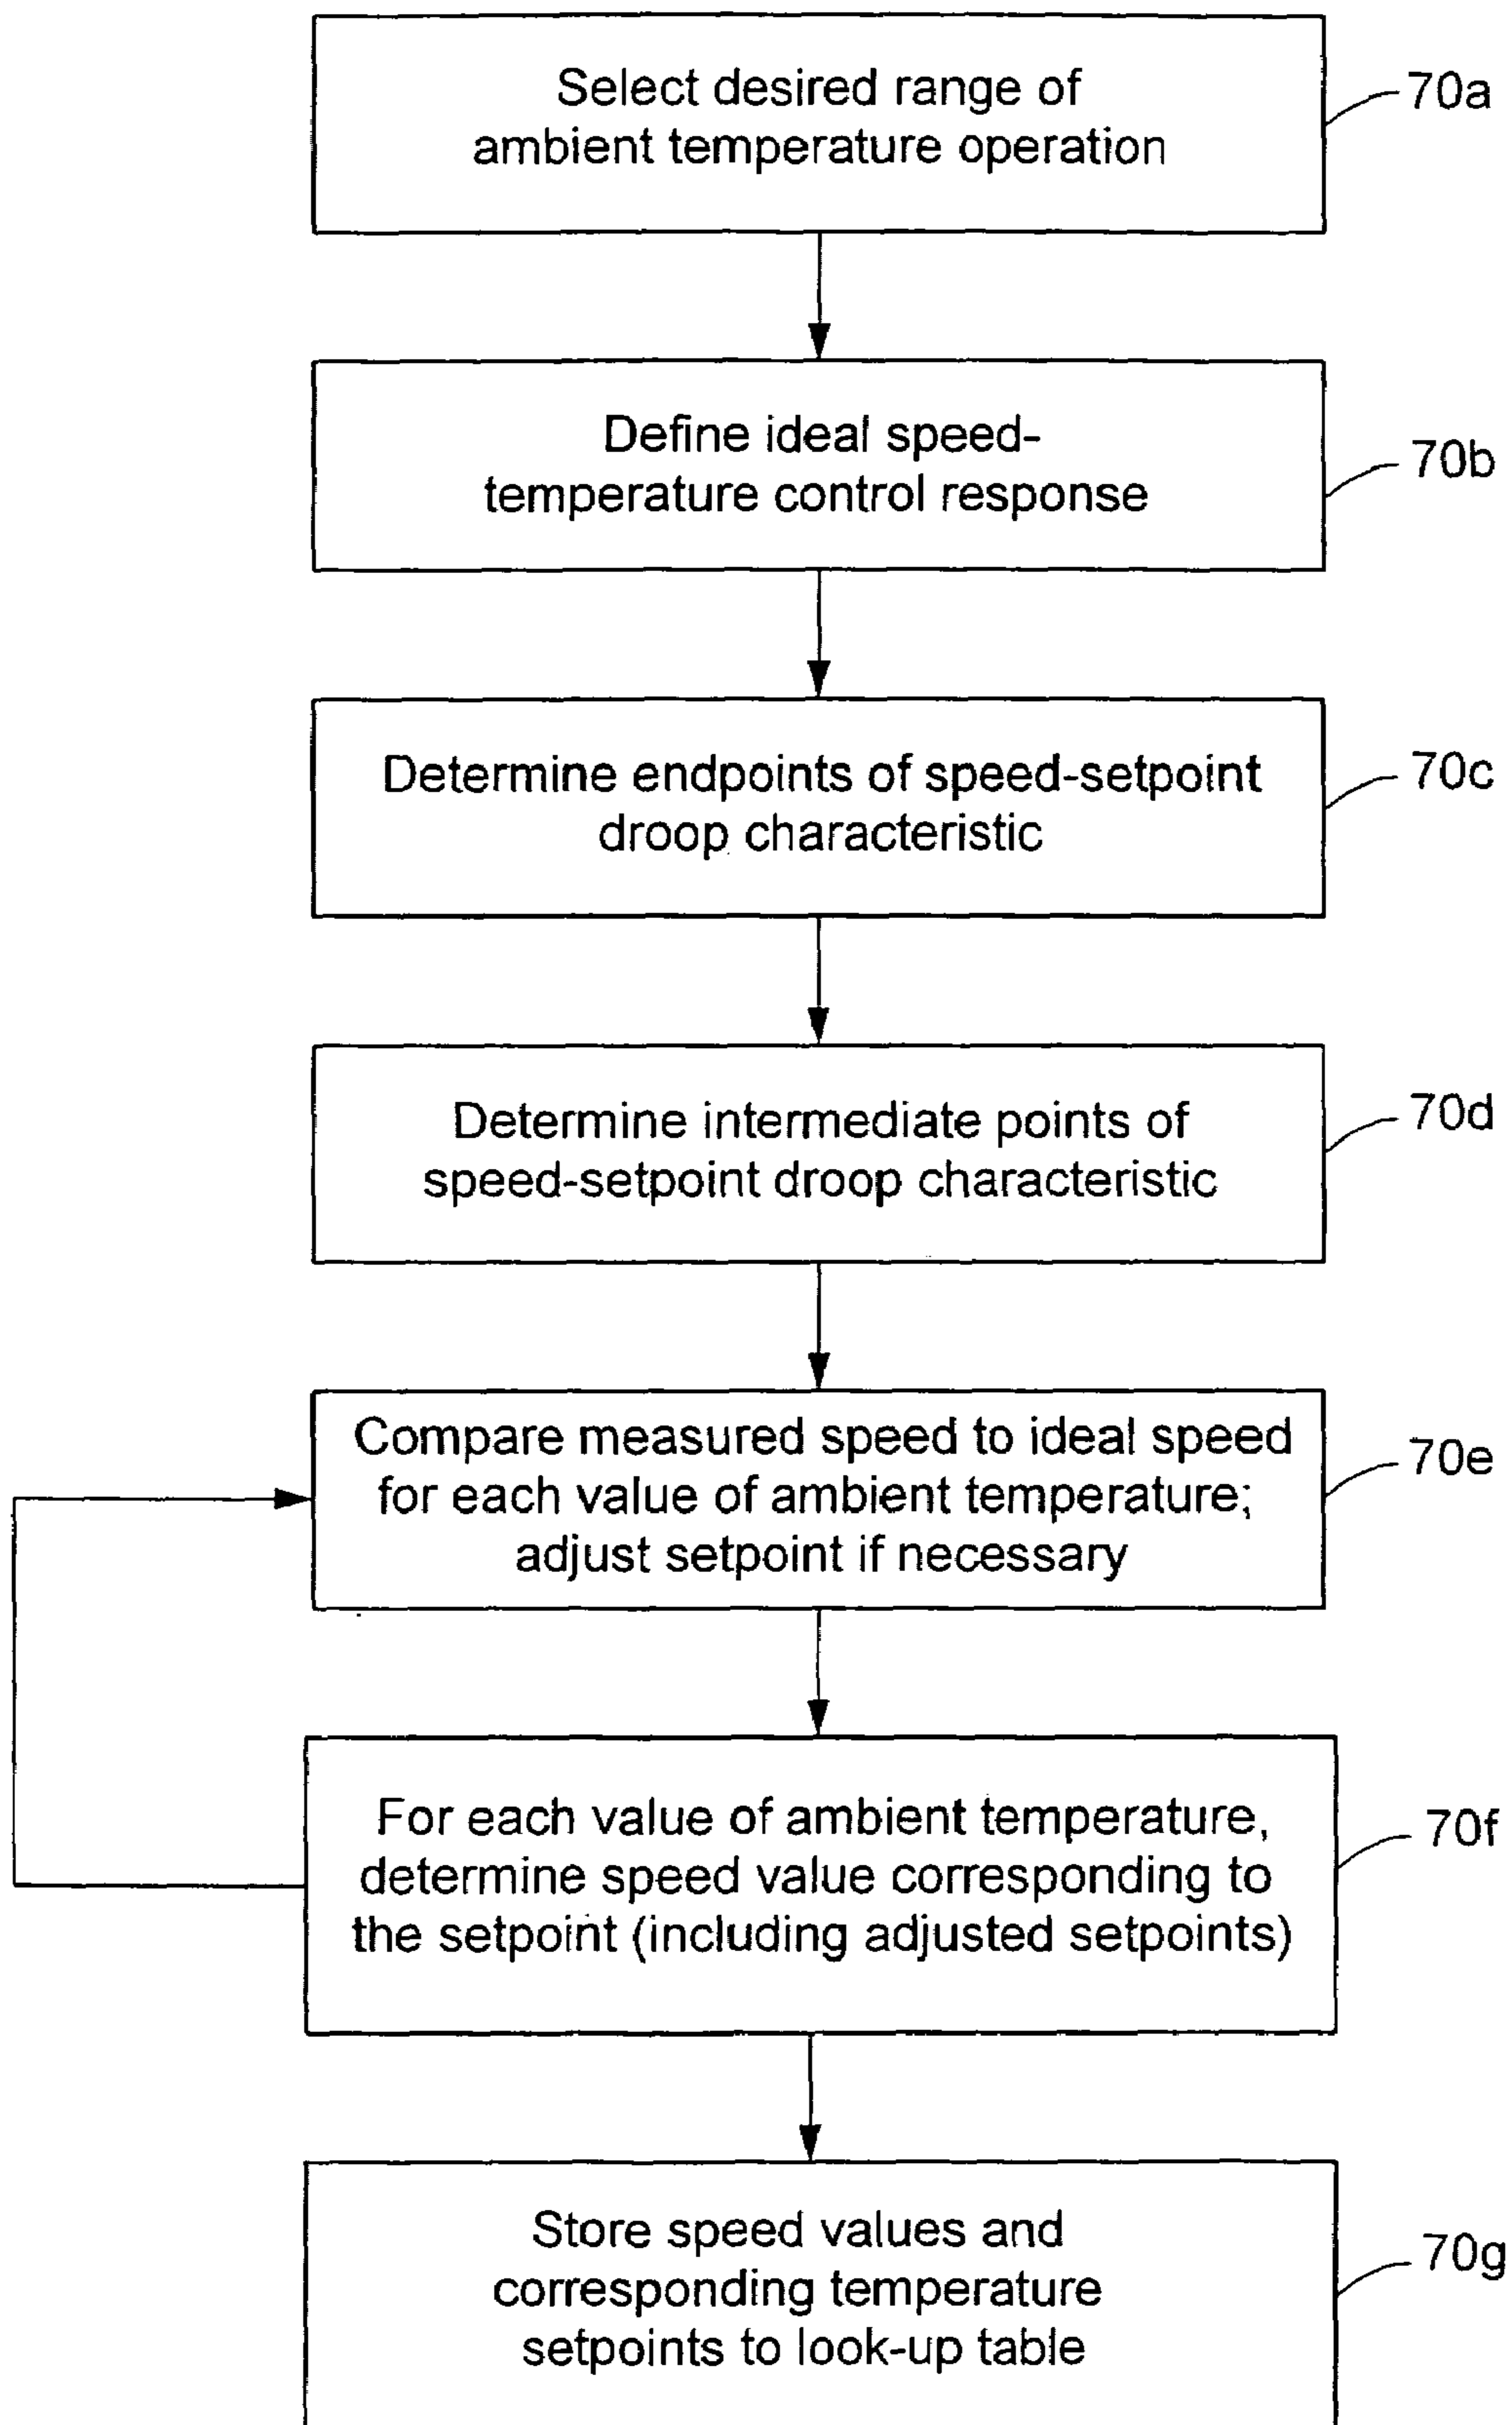 Select desired range of
ambient temperature operation
70a
Define ideal speed-
temperature control response
70b
Determine endpoints of speed-setpoint
droop characteristic
70c
Determine intermediate points of
speed-setpoint droop characteristic
70d
Compare measured speed to ideal speed
for each value of ambient temperature;
adjust setpoint if necessary
70e
For each value of ambient temperature,
determine speed value corresponding to
the setpoint (including adjusted setpoints)
70f
Store speed values and
corresponding temperature
setpoints to look-up table
70g